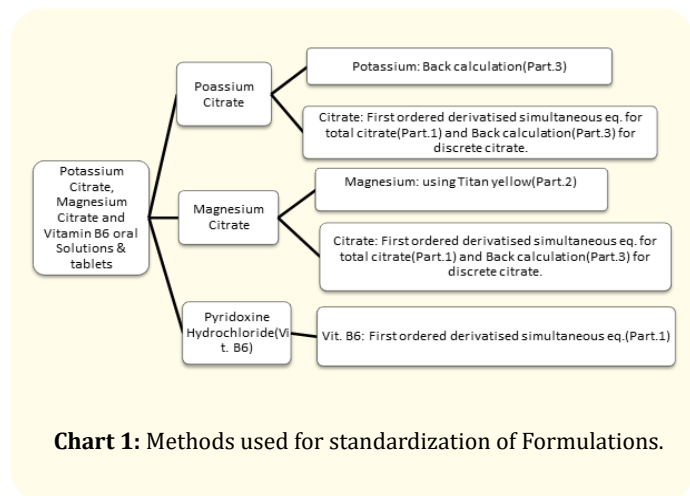 Potassium
Citrate,
Magnesium
Citrate and
Vitamin B6 oral
Solutions &
tablets
Poassium
Citrate
Potassium: Back calculation(Part.3)
Citrate: First ordered derivatised simultaneous eq. for
total citrate(Part.1) and Back calculation(Part.3) for
discrete citrate.
Magnesium
Citrate
Magnesium: using Titan yellow(Part.2)
Citrate: First ordered derivatised simultaneous eq. for
total citrate(Part.1) and Back calculation(Part.3) for
discrete citrate.
Pyridoxine
Hydrochloride(Vi
t. B6)
Vit. B6: First ordered derivatised simultaneous eq.(Part.1)
Chart 1: Methods used for standardization of Formulations.